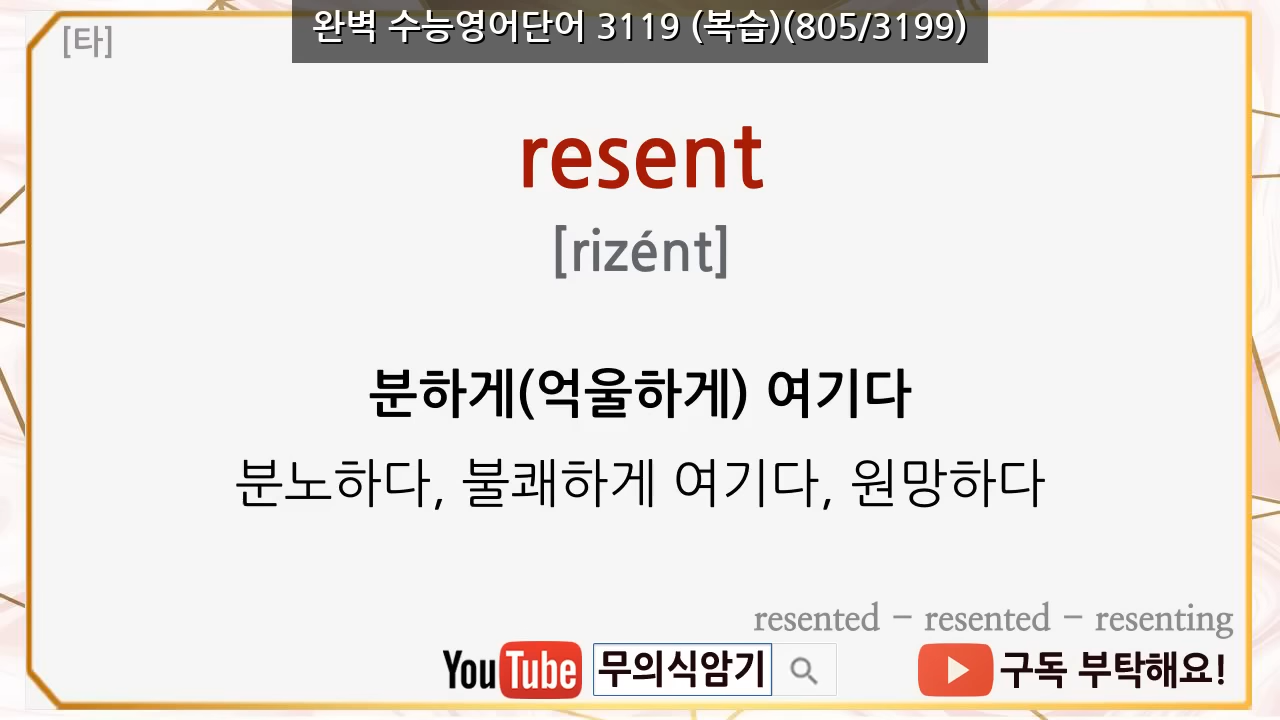 완벽 수능영어단어 3119 (복습)(805/3199)
[타]
resent
[rizént]
분하게(억울하게) 여기다
분노하다, 불쾌하게 여기다, 원망하다
resented - resented - resenting
YouTube 무의식암기 구독 부탁해요!